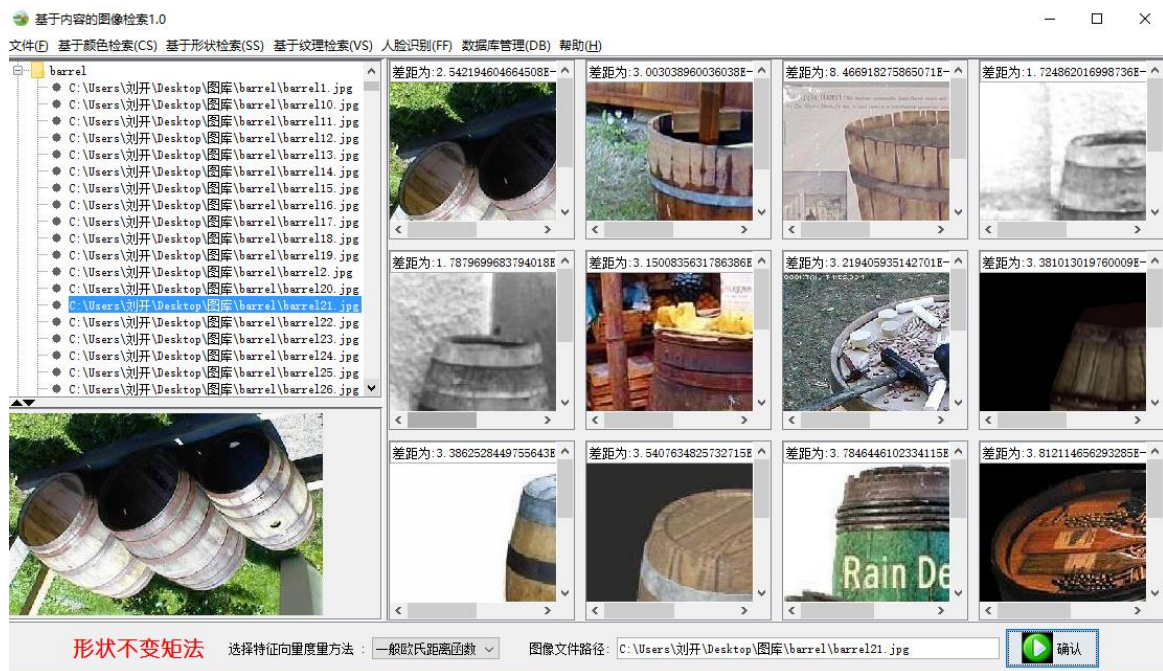 基于内容的图像检索1.0
文件(F) 基于颜色检索(CS) 基于形状检索(SS) 基于纹理检索(VS) 人脸识别(FF) 数据库管理(DB) 帮助(H)
barrel
C:\Users\刘开\Desktop\图库\barrel\barrel1.jpg
C:\Users\刘开\Desktop\图库\barrel\barrel10.jpg
C:\Users\刘开\Desktop\图库\barrel\barrel11.jpg
C:\Users\刘开\Desktop\图库\barrel\barrel12.jpg
C:\Users\刘开\Desktop\图库\barrel\barrel13.jpg
C:\Users\刘开\Desktop\图库\barrel\barrel14.jpg
C:\Users\刘开\Desktop\图库\barrel\barrel15.jpg
C:\Users\刘开\Desktop\图库\barrel\barrel16.jpg
C:\Users\刘开\Desktop\图库\barrel\barrel17.jpg
C:\Users\刘开\Desktop\图库\barrel\barrel18.jpg
C:\Users\刘开\Desktop\图库\barrel\barrel19.jpg
C:\Users\刘开\Desktop\图库\barrel\barrel2.jpg
C:\Users\刘开\Desktop\图库\barrel\barrel20.jpg
C:\Users\刘开\Desktop\图库\barrel\barrel21.jpg
C:\Users\刘开\Desktop\图库\barrel\barrel22.jpg
C:\Users\刘开\Desktop\图库\barrel\barrel23.jpg
C:\Users\刘开\Desktop\图库\barrel\barrel24.jpg
C:\Users\刘开\Desktop\图库\barrel\barrel25.jpg
C:\Users\刘开\Desktop\图库\barrel\barrel26.jpg
差距为:2.542194604664508E-
差距为:3.003038960036038E-
差距为:8.466918275865071E-
差距为:1.724862016998736E-
差距为:1.7879699683794018E
差距为:3.1500835631786386E
差距为:3.219405935142701E-
差距为:3.381013019760009E-
差距为:3.3862528449755643E
差距为:3.5407634825732715E
差距为:3.7846446102334115E
Rain De
差距为:3.812114656293285E-
形状不变矩法
选择特征向量度量方法 :
一般欧氏距离函数
图像文件路径:
C:\Users\刘开\Desktop\图库\barrel\barrel21.jpg
确认